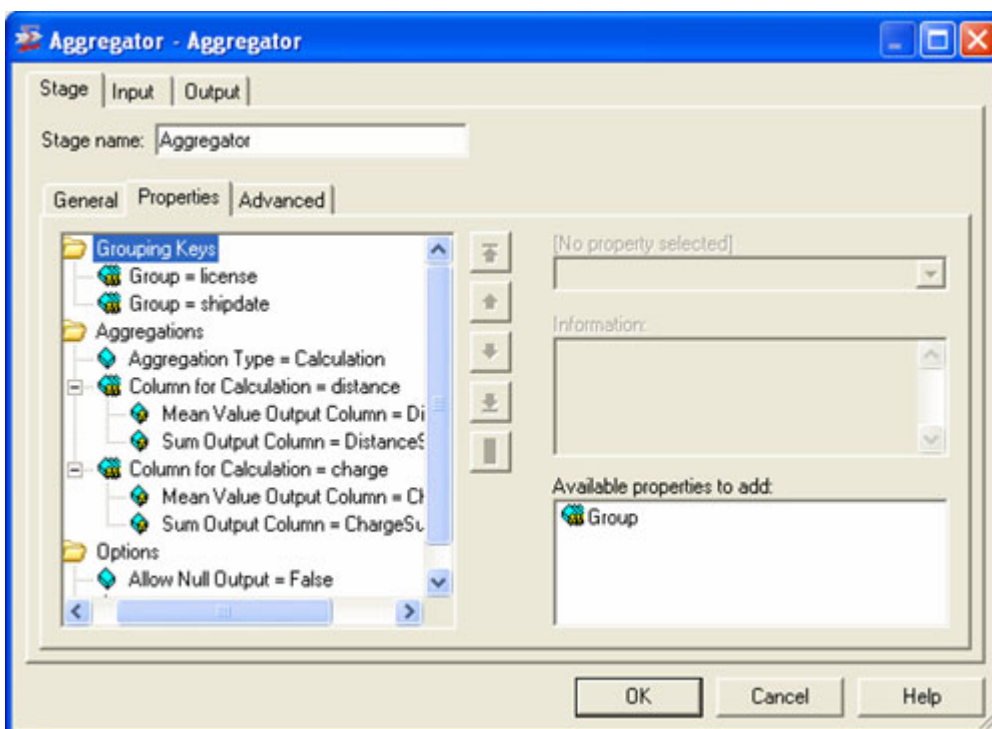 Aggregator - Aggregator
Stage Input Output
Stage name: Aggregator
General Properties Advanced
Grouping Keys
Group = license
Group = shipdate
Aggregations
Aggregation Type = Calculation
Column for Calculation = distance
Mean Value Output Column = Di
Sum Output Column = DistanceS
Column for Calculation = charge
Mean Value Output Column = Ch
Sum Output Column = ChargeSu
Options
Allow Null Output = False
[No property selected]
Information:
Available properties to add:
Group
OK Cancel Help